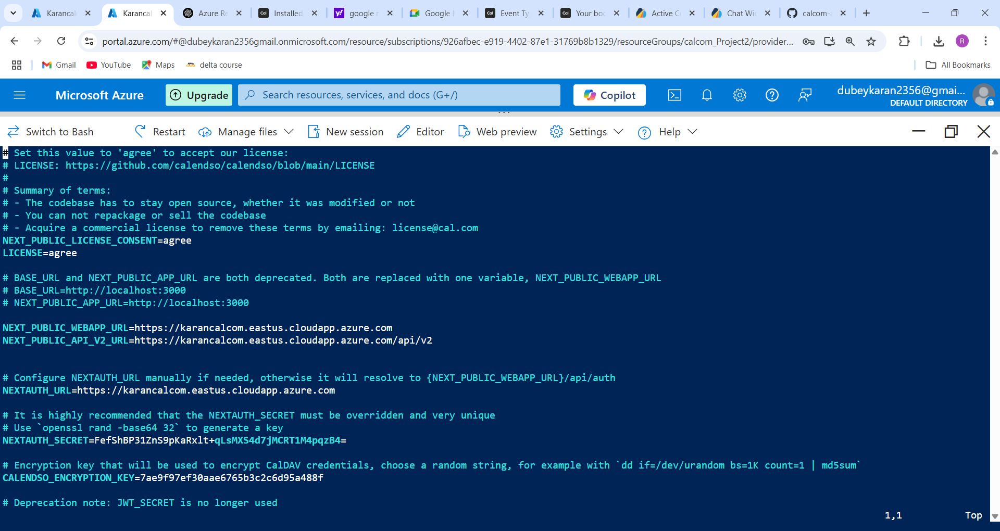 Karancal
Karancal
Azure Re
Installed
google r
Google
Event Ty
Your boo
Active C
Chat Wi
calcom-
portal.azure.com/#@dubeykaran2356gmail.onmicrosoft.com/resource/subscriptions/926afbec-e919-4402-87e1-31769b8b1329/resourceGroups/calcom_Project2/provider...
R
Gmail
YouTube
Maps
delta course
All Bookmarks
Microsoft Azure
Upgrade
Search resources, services, and docs (G+/)
Copilot
dubeykaran2356@gmai...
DEFAULT DIRECTORY
Switch to Bash
Restart
Manage files
New session
Editor
Web preview
Settings
Help
# Set this value to 'agree' to accept our license:
# LICENSE: https://github.com/calendso/calendso/blob/main/LICENSE
#
# Summary of terms:
# - The codebase has to stay open source, whether it was modified or not
# - You can not repackage or sell the codebase
# - Acquire a commercial license to remove these terms by emailing: license@cal.com
NEXT_PUBLIC_LICENSE_CONSENT=agree
LICENSE=agree
# BASE_URL and NEXT_PUBLIC_APP_URL are both deprecated. Both are replaced with one variable, NEXT_PUBLIC_WEBAPP_URL
# BASE_URL=http://localhost:3000
# NEXT_PUBLIC_APP_URL=http://localhost:3000
NEXT_PUBLIC_WEBAPP_URL=https://karancalcom.eastus.cloudapp.azure.com
NEXT_PUBLIC_API_V2_URL=https://karancalcom.eastus.cloudapp.azure.com/api/v2
# Configure NEXTAUTH_URL manually if needed, otherwise it will resolve to {NEXT_PUBLIC_WEBAPP_URL}/api/auth
NEXTAUTH_URL=https://karancalcom.eastus.cloudapp.azure.com
# It is highly recommended that the NEXTAUTH_SECRET must be overridden and very unique
# Use `openssl rand -base64 32` to generate a key
NEXTAUTH_SECRET=FefShBP31ZnS9pKaRxlt+qLsMXS4d7jMCRT1M4pqzB4=
# Encryption key that will be used to encrypt CalDAV credentials, choose a random string, for example with `dd if=/dev/urandom bs=1K count=1 | md5sum`
CALENDSO_ENCRYPTION_KEY=7ae9f97ef30aae6765b3c2c6d95a488f
# Deprecation note: JWT_SECRET is no longer used
1,1
Top